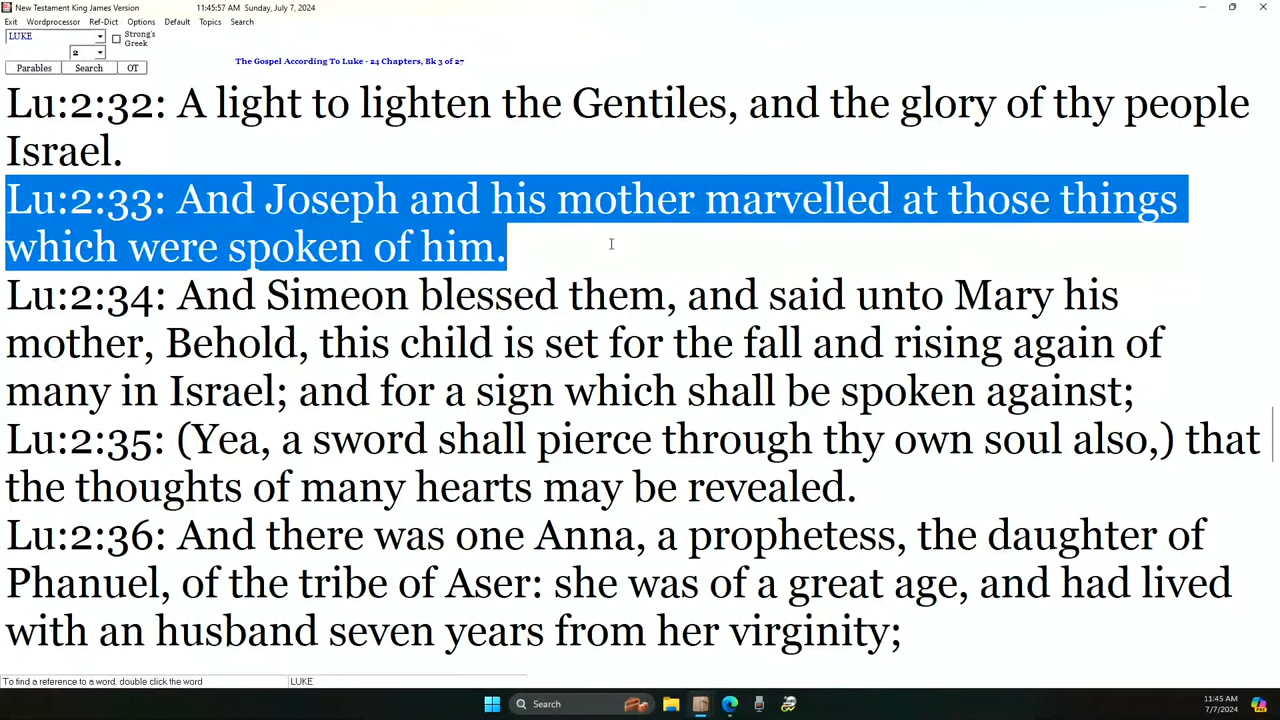 New Testament King James Version 11:45:57 AM Sunday, July 7, 2024
Exit Wordprocessor Ref-Dict Options Default Topics Search
LUKE Strong's Greek
2
Parables Search OT
The Gospel According To Luke - 24 Chapters, Bk 3 of 27
Lu:2:32: A light to lighten the Gentiles, and the glory of thy people
Israel.
Lu:2:33: And Joseph and his mother marvelled at those things
which were spoken of him.
Lu:2:34: And Simeon blessed them, and said unto Mary his
mother, Behold, this child is set for the fall and rising again of
many in Israel; and for a sign which shall be spoken against;
Lu:2:35: (Yea, a sword shall pierce through thy own soul also,) that
the thoughts of many hearts may be revealed.
Lu:2:36: And there was one Anna, a prophetess, the daughter of
Phanuel, of the tribe of Aser: she was of a great age, and had lived
with an husband seven years from her virginity;
To find a reference to a word, double click the word LUKE
Search
11:45 AM
7/7/2024